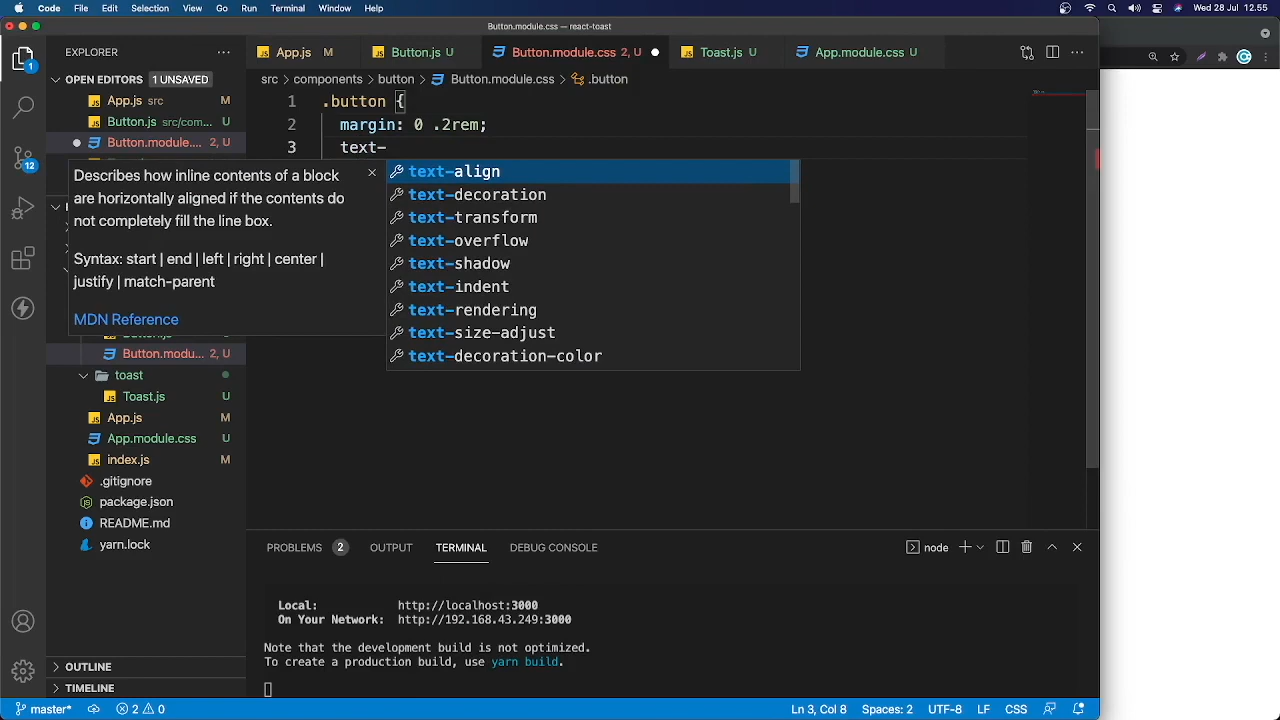 Code File Edit Selection View Go Run Terminal Window Help Wed 28 Jul 12.55
Button.module.css — react-toast
EXPLORER
App.js M
Button.js U
Button.module.css 2, U
Toast.js U
App.module.css U
src > components > button > Button.module.css > .button
OPEN EDITORS 1 UNSAVED
App.js src M
Button.js src/com... U
Button.module.... 2, U
1 .button {
2 margin: 0 .2rem;
3 text-
Describes how inline contents of a block
are horizontally aligned if the contents do
not completely fill the line box.
Syntax: start | end | left | right | center |
justify | match-parent
MDN Reference
text-align
text-decoration
text-transform
text-overflow
text-shadow
text-indent
text-rendering
text-size-adjust
text-decoration-color
Button.modu... 2, U
toast
Toast.js U
App.js M
App.module.css U
index.js M
.gitignore
package.json
README.md
yarn.lock
OUTLINE
TIMELINE
1
12
PROBLEMS 2 OUTPUT TERMINAL DEBUG CONSOLE
node
Local: http://localhost:3000
On Your Network: http://192.168.43.249:3000
Note that the development build is not optimized.
To create a production build, use yarn build.
master* 2 0 Ln 3, Col 8 Spaces: 2 UTF-8 LF CSS